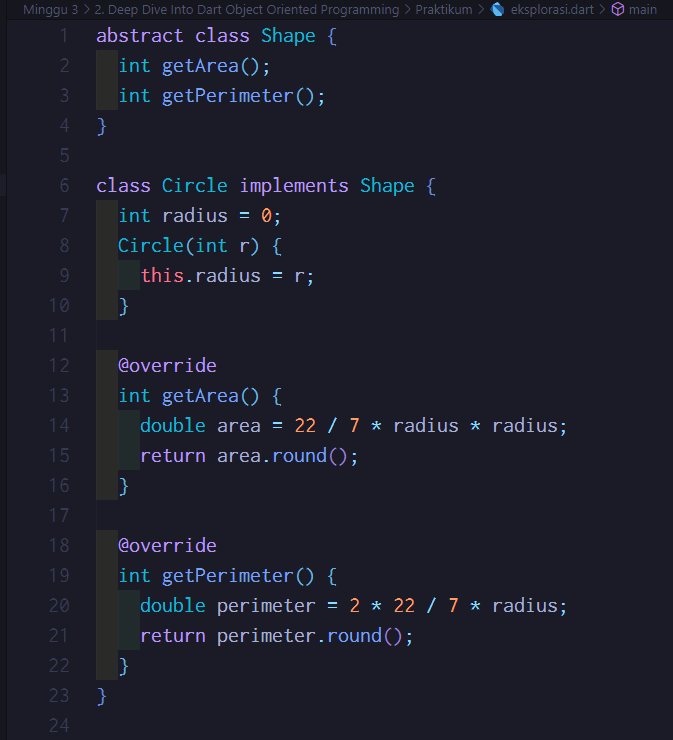 Minggu 3 > 2. Deep Dive Into Dart Object Oriented Programming > Praktikum > eksplorasi.dart > main
1 abstract class Shape {
2   int getArea();
3   int getPerimeter();
4 }
5
6 class Circle implements Shape {
7   int radius = 0;
8   Circle(int r) {
9     this.radius = r;
10   }
11
12   @override
13   int getArea() {
14     double area = 22 / 7 * radius * radius;
15     return area.round();
16   }
17
18   @override
19   int getPerimeter() {
20     double perimeter = 2 * 22 / 7 * radius;
21     return perimeter.round();
22   }
23 }
24